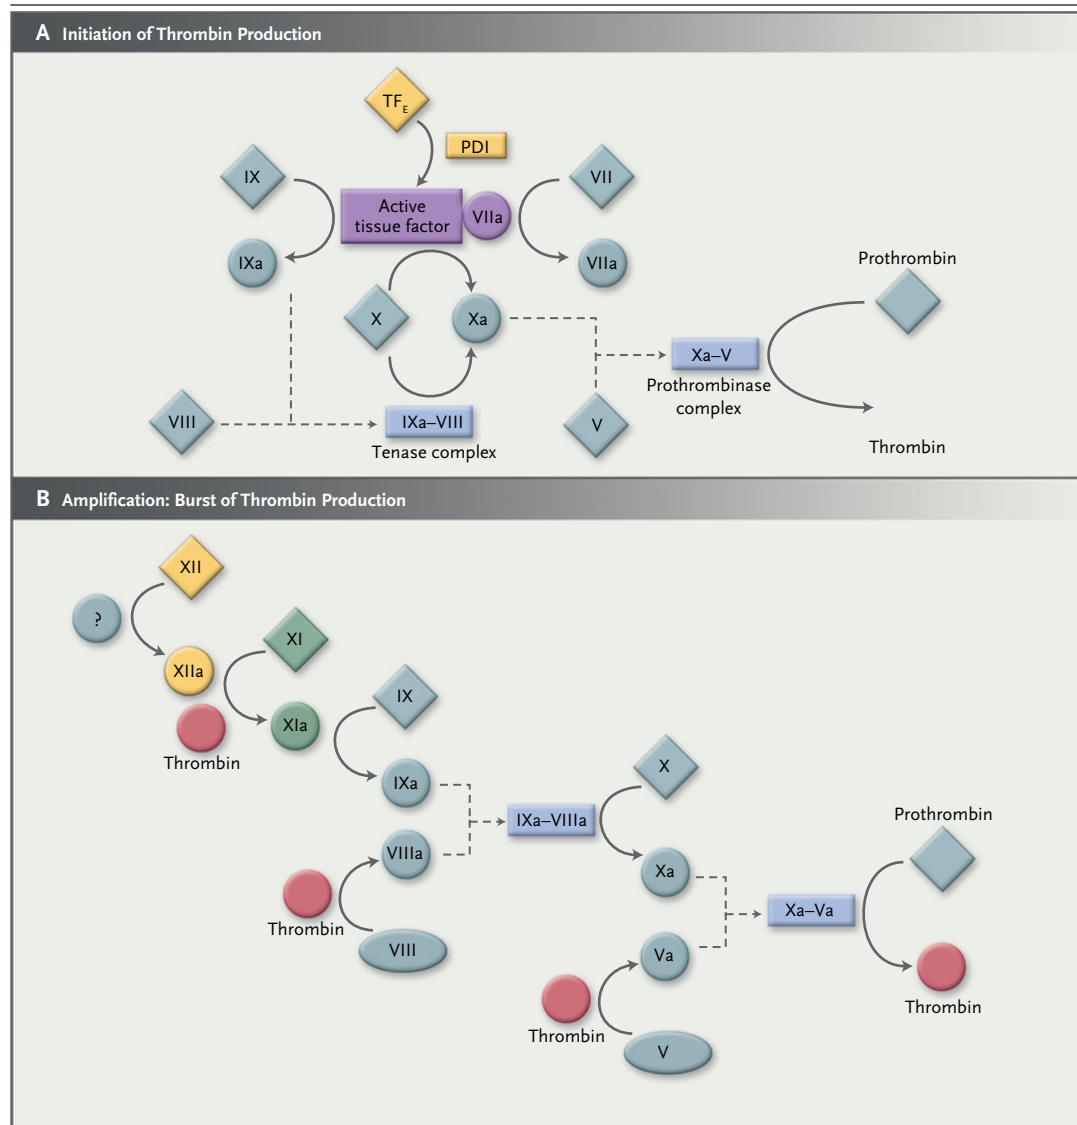 A Initiation of Thrombin Production
TFE
PDI
IX
VII
Active
tissue factor
VIIa
IXa
VIIa
Prothrombin
X
Xa
Xa–V
Prothrombinase
complex
VIII
IXa–VIII
Tenase complex
V
Thrombin
B Amplification: Burst of Thrombin Production
XII
?
XI
XIIa
IX
XIa
Thrombin
X
IXa
IXa–VIIIa
Prothrombin
VIIIa
Xa
Thrombin
Xa–Va
VIII
Va
Thrombin
Thrombin
V